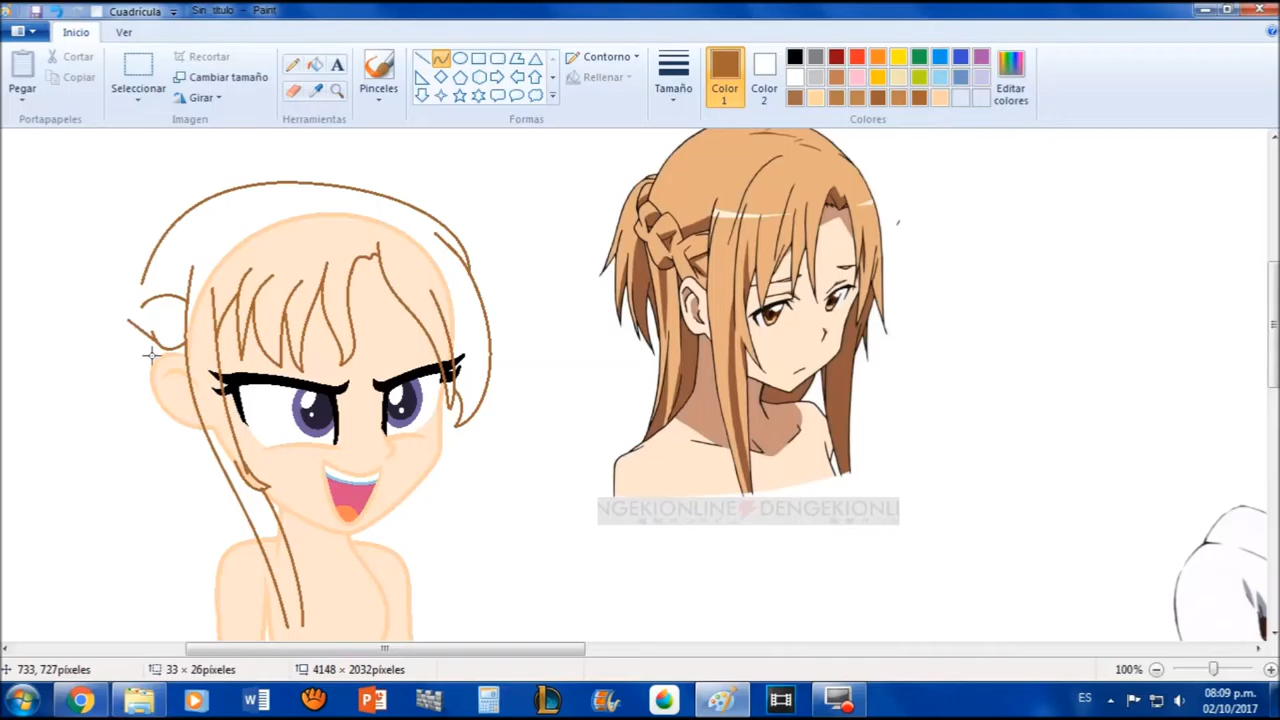 Cuadrícula
Sin título - Paint
Inicio
Ver
Pegar
Cortar
Copiar
Portapapeles
Seleccionar
Recortar
Cambiar tamaño
Girar
Imagen
A
Herramientas
Pinceles
Contorno
Rellenar
Formas
Tamaño
Color
1
Color
2
Editar
colores
Colores
NGEKIONLINE DENGEKIONLI
733, 727píxeles
33 × 26píxeles
4148 × 2032píxeles
100%
ES
08:09 p.m.
02/10/2017